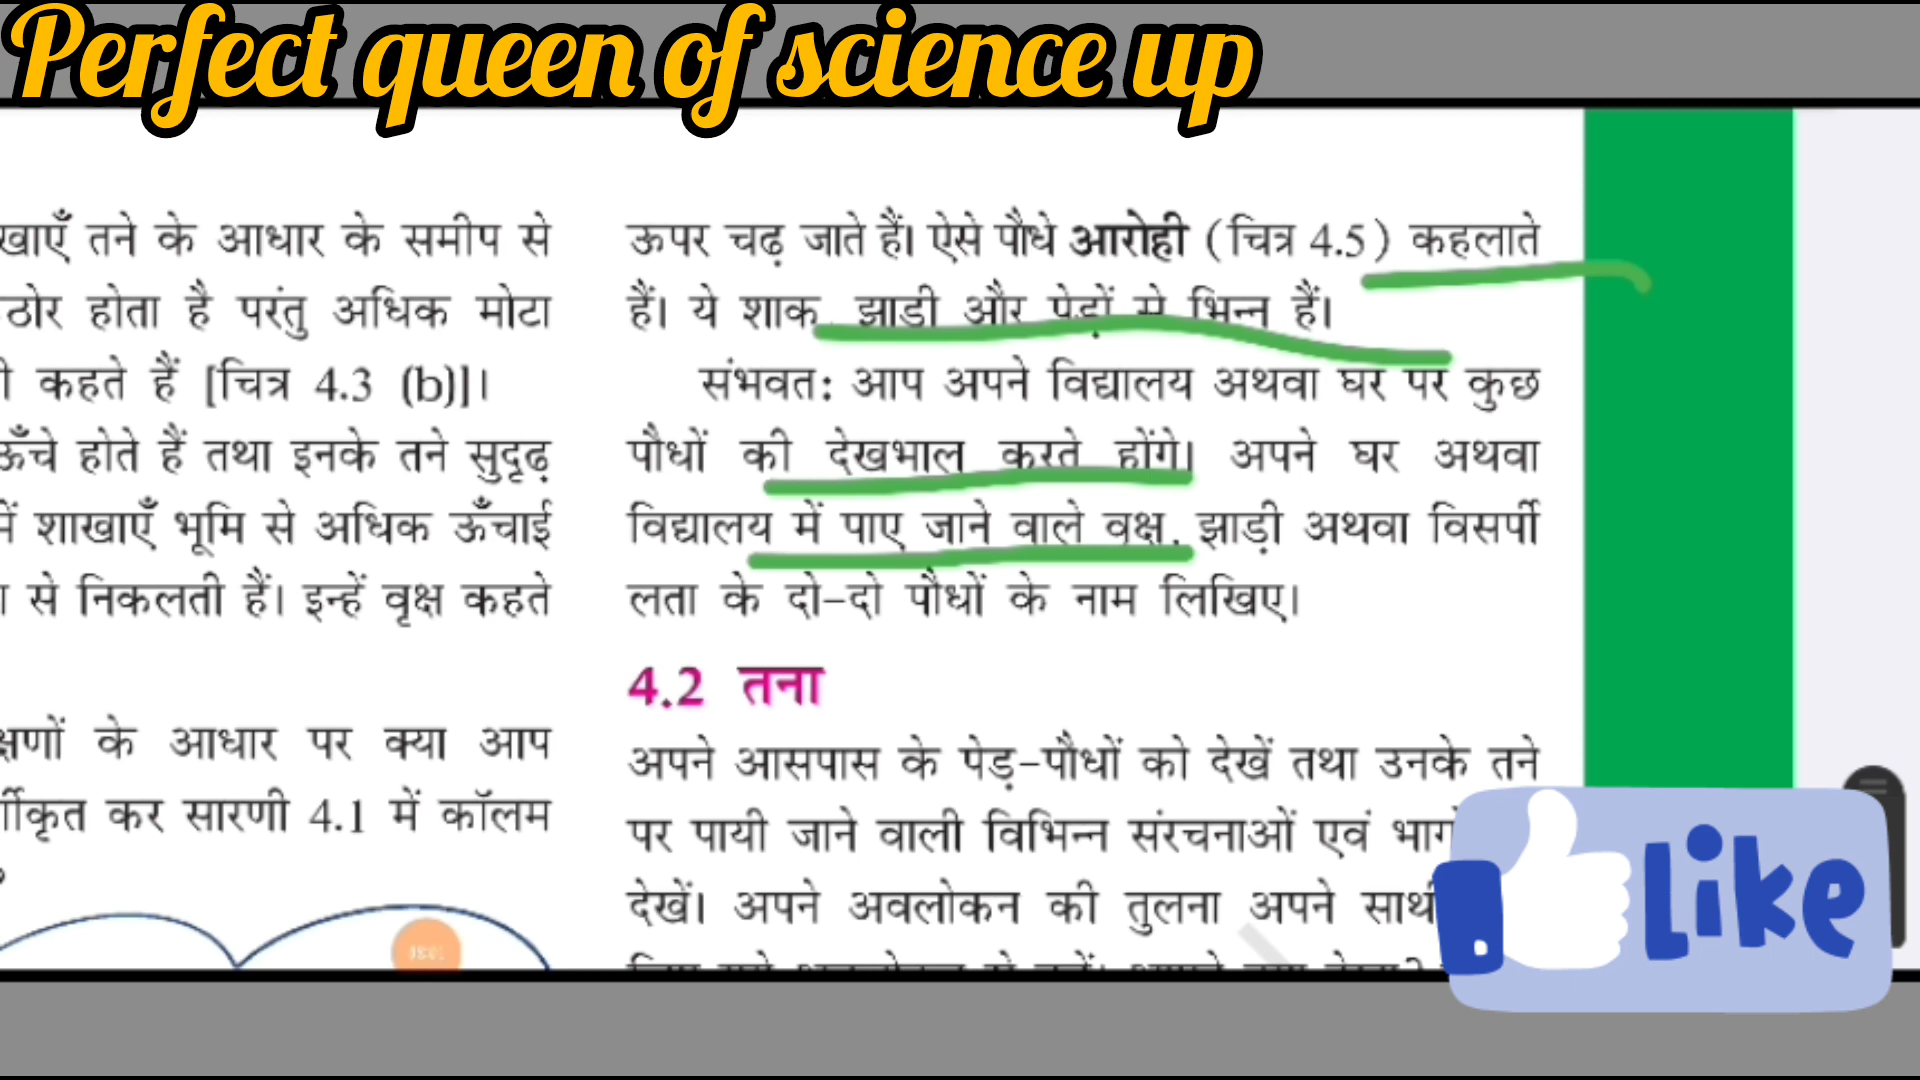 Perfect queen of science up
खाएँ तने के आधार के समीप से
ठोर होता है परंतु अधिक मोटा
कहते हैं [चित्र 4.3 (b)]।
ऊँचे होते हैं तथा इनके तने सुदृढ़
में शाखाएँ भूमि से अधिक ऊँचाई
से निकलती हैं। इन्हें वृक्ष कहते
क्षणों के आधार पर क्या आप
र्गीकृत कर सारणी 4.1 में कॉलम
ऊपर चढ़ जाते हैं। ऐसे पौधे आरोही (चित्र 4.5) कहलाते
हैं। ये शाक, झाड़ी और पेड़ों से भिन्न हैं।
संभवत: आप अपने विद्यालय अथवा घर पर कुछ
पौधों की देखभाल करते होंगे। अपने घर अथवा
विद्यालय में पाए जाने वाले वृक्ष, झाड़ी अथवा विसर्पी
लता के दो-दो पौधों के नाम लिखिए।
4.2 तना
अपने आसपास के पेड़-पौधों को देखें तथा उनके तने
पर पायी जाने वाली विभिन्न संरचनाओं एवं भाग
देखें। अपने अवलोकन की तुलना अपने साथी
Like